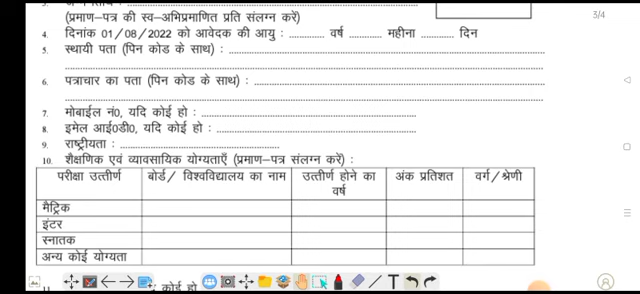 (प्रमाण–पत्र की स्व–अभिप्रमाणित प्रति संलग्न करें)
3/4
4. दिनांक 01/08/2022 को आवेदक की आयु : ............. वर्ष ............ महीना ............ दिन
5. स्थायी पता (पिन कोड के साथ) :
6. पत्राचार का पता (पिन कोड के साथ) :
7. मोबाईल नं0, यदि कोई हो :
8. इमेल आई0डी0, यदि कोई हो :
9. राष्ट्रीयता :
10. शैक्षणिक एवं व्यावसायिक योग्यताएँ (प्रमाण–पत्र संलग्न करें) :
परीक्षा उत्तीर्ण बोर्ड/ विश्वविद्यालय का नाम उत्तीर्ण होने का वर्ष अंक प्रतिशत वर्ग/श्रेणी
मैट्रिक
इंटर
स्नातक
अन्य कोई योग्यता
11 कोई हो